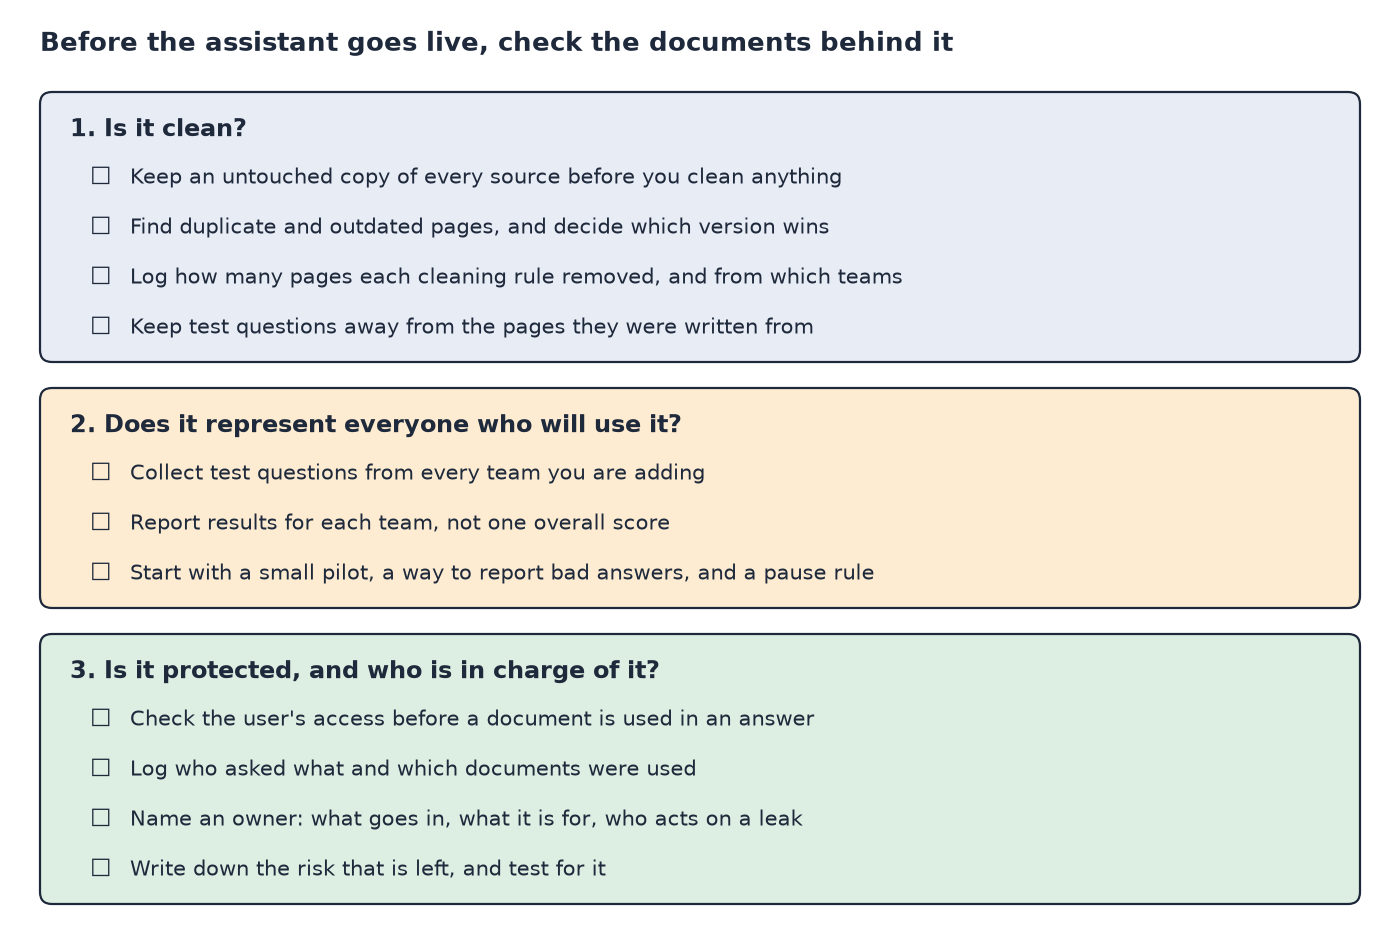 Before the assistant goes live, check the documents behind it
1. Is it clean?
☐ Keep an untouched copy of every source before you clean anything
☐ Find duplicate and outdated pages, and decide which version wins
☐ Log how many pages each cleaning rule removed, and from which teams
☐ Keep test questions away from the pages they were written from
2. Does it represent everyone who will use it?
☐ Collect test questions from every team you are adding
☐ Report results for each team, not one overall score
☐ Start with a small pilot, a way to report bad answers, and a pause rule
3. Is it protected, and who is in charge of it?
☐ Check the user's access before a document is used in an answer
☐ Log who asked what and which documents were used
☐ Name an owner: what goes in, what it is for, who acts on a leak
☐ Write down the risk that is left, and test for it